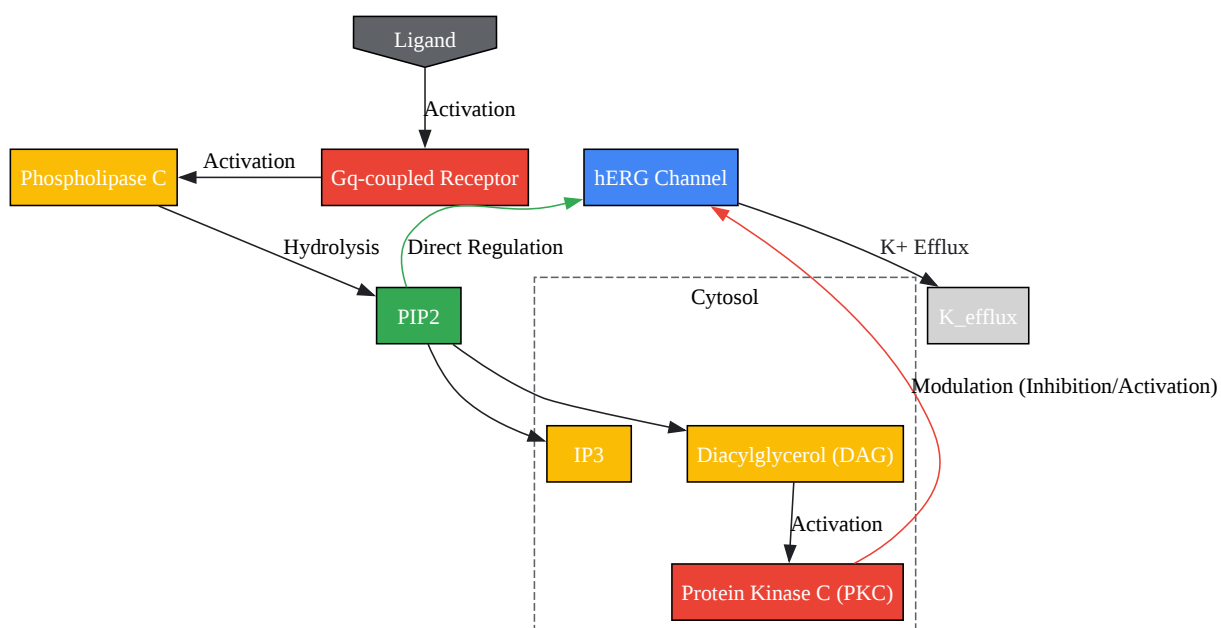 Ligand
Activation
Phospholipase C
Activation
Gq-coupled Receptor
hERG Channel
Hydrolysis
Direct Regulation
K+ Efflux
Cytosol
PIP2
K_efflux
Modulation (Inhibition/Activation)
IP3
Diacylglycerol (DAG)
Activation
Protein Kinase C (PKC)